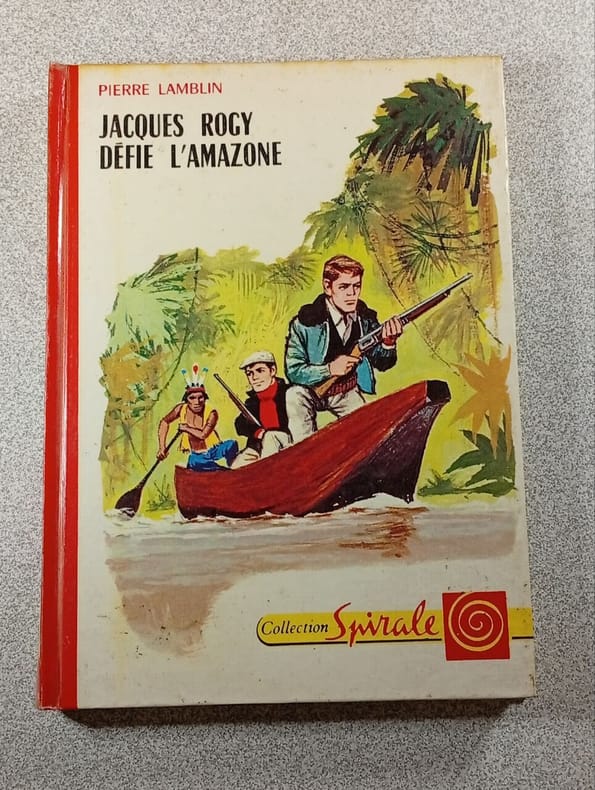 PIERRE LAMBLIN
JACQUES ROGY
DÉFIE L'AMAZONE
Collection Spirale